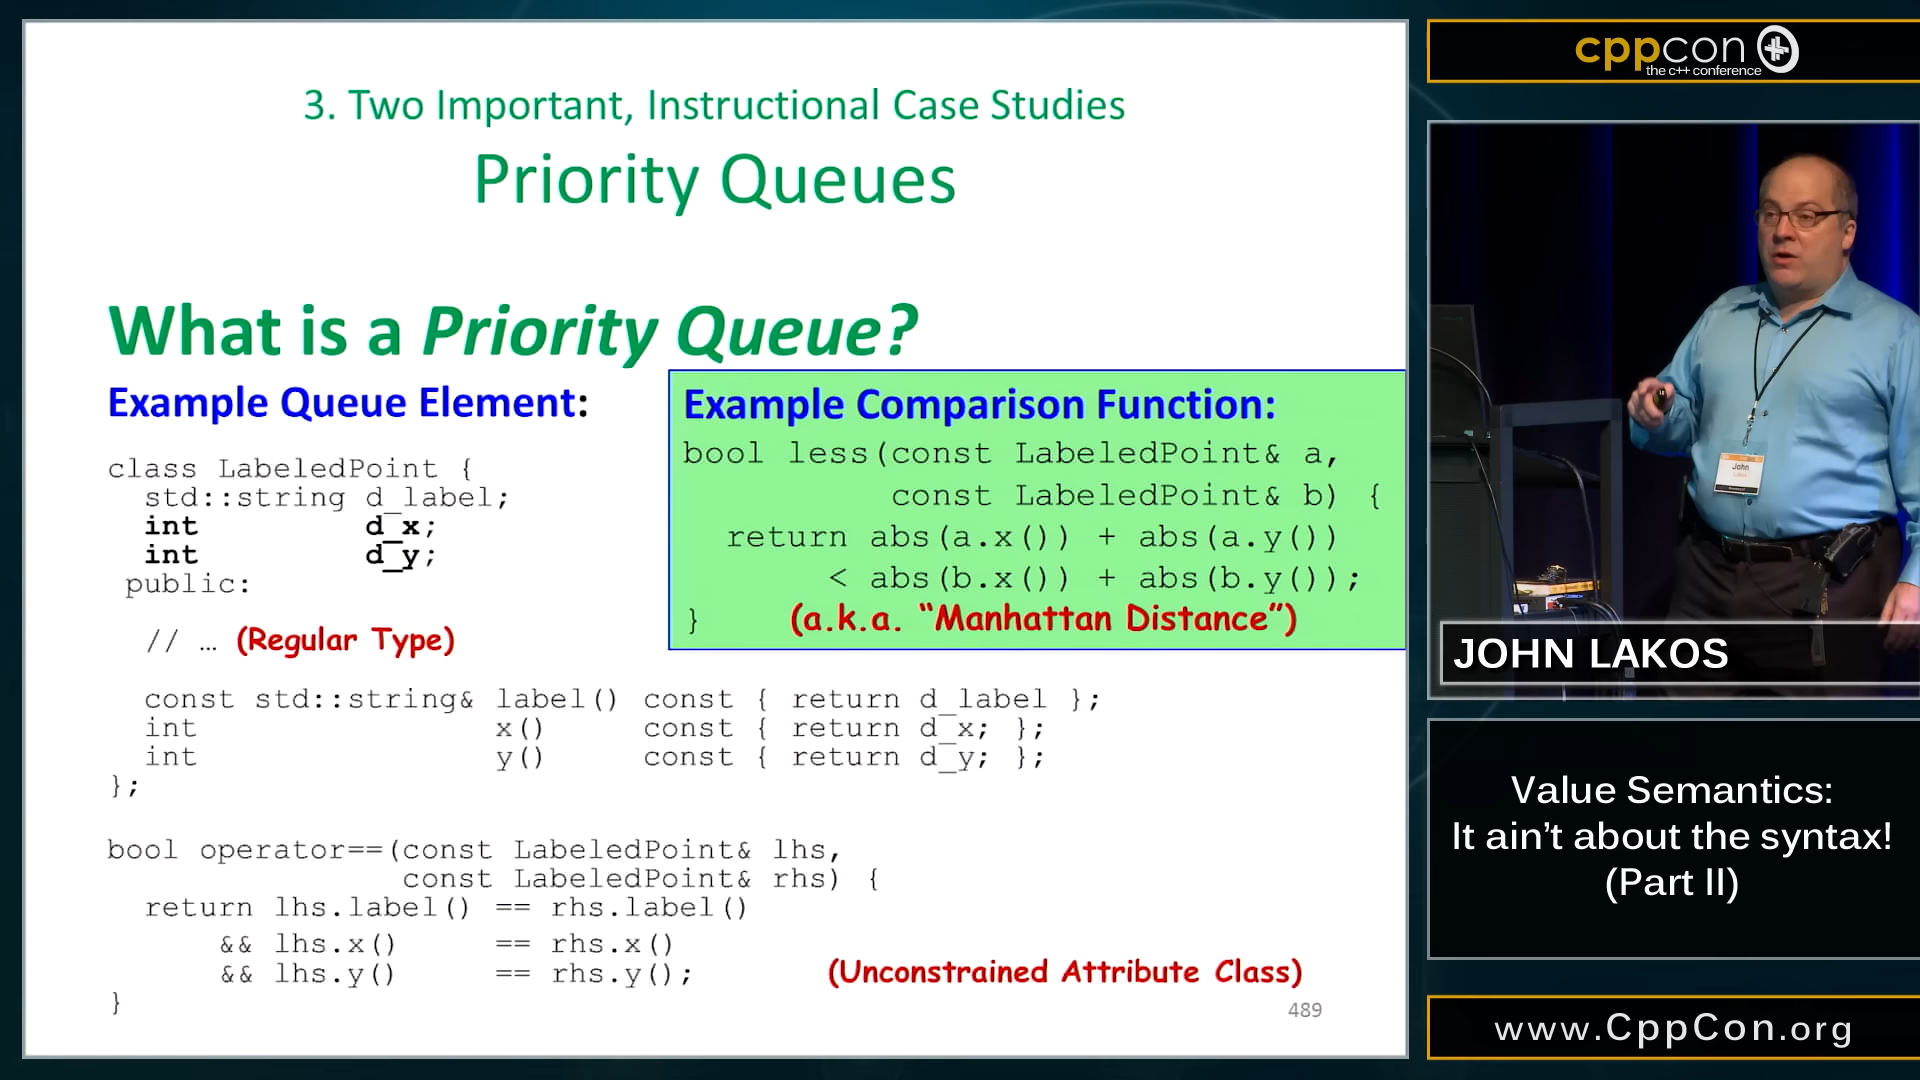 3. Two Important, Instructional Case Studies
Priority Queues
What is a Priority Queue?
Example Queue Element:
class LabeledPoint {
std::string d_label;
int d_x;
int d_y;
public:
// … (Regular Type)
const std::string& label() const { return d_label };
int x() const { return d_x; };
int y() const { return d_y; };
};
bool operator==(const LabeledPoint& lhs,
const LabeledPoint& rhs) {
return lhs.label() == rhs.label()
&& lhs.x() == rhs.x()
&& lhs.y() == rhs.y();
}
(Unconstrained Attribute Class)
489
Example Comparison Function:
bool less(const LabeledPoint& a,
const LabeledPoint& b) {
return abs(a.x()) + abs(a.y())
< abs(b.x()) + abs(b.y());
} (a.k.a. “Manhattan Distance”)
cppcon
the c++ conference
John
JOHN LAKOS
Value Semantics:
It ain’t about the syntax!
(Part II)
www.CppCon.org